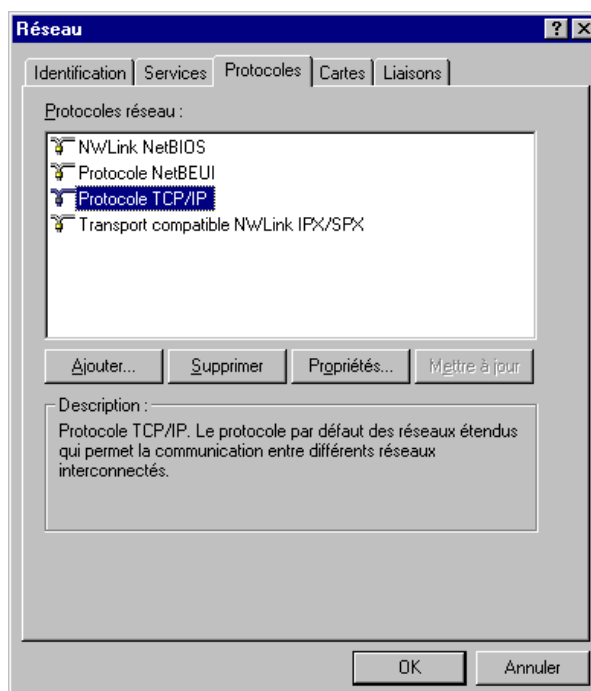 Réseau
Identification Services Protocoles Cartes Liaisons
Protocoles réseau :
NWLink NetBIOS
Protocole NetBEUI
Protocole TCP/IP
Transport compatible NWLink IPX/SPX
Ajouter... Supprimer Propriétés... Mettre à jour
Description :
Protocole TCP/IP. Le protocole par défaut des réseaux étendus
qui permet la communication entre différents réseaux
interconnectés.
OK Annuler